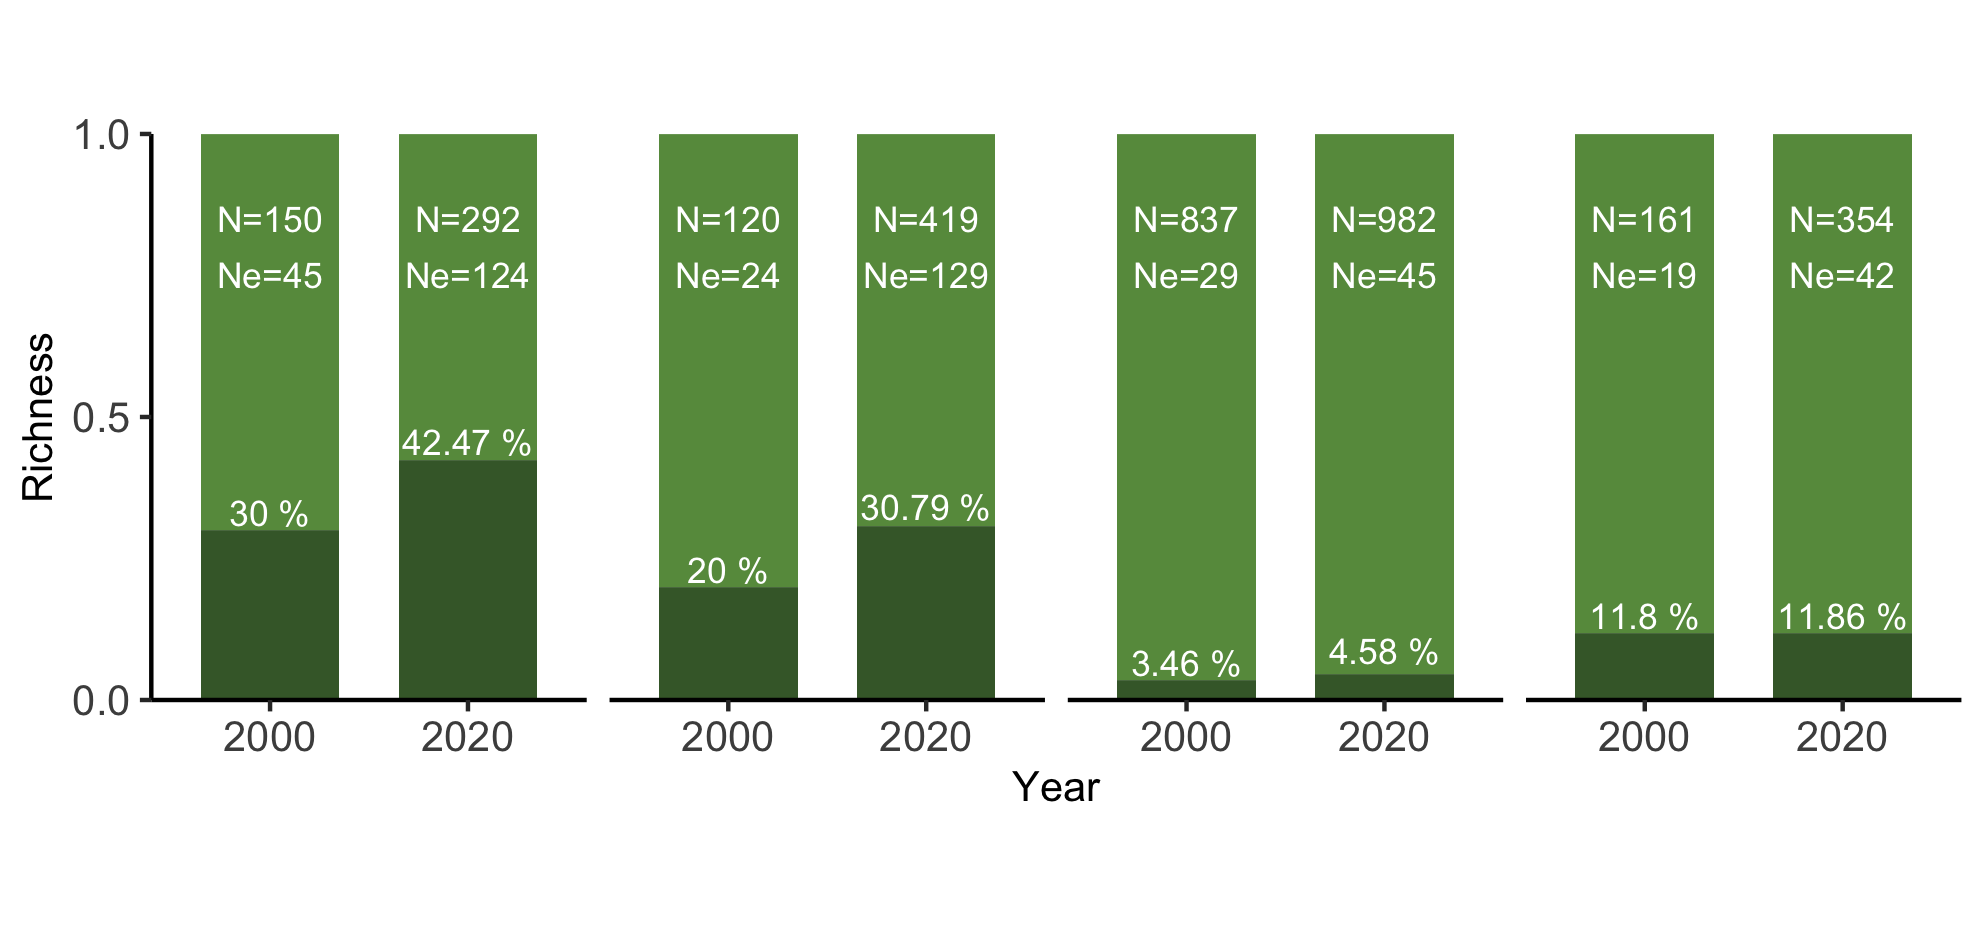 Richness
1.0
0.5
0.0
N=150
Ne=45
30 %
N=292
Ne=124
42.47 %
N=120
Ne=24
20 %
N=419
Ne=129
30.79 %
N=837
Ne=29
3.46 %
N=982
Ne=45
4.58 %
N=161
Ne=19
11.8 %
N=354
Ne=42
11.86 %
2000 2020 2000 2020 2000 2020 2000 2020
Year